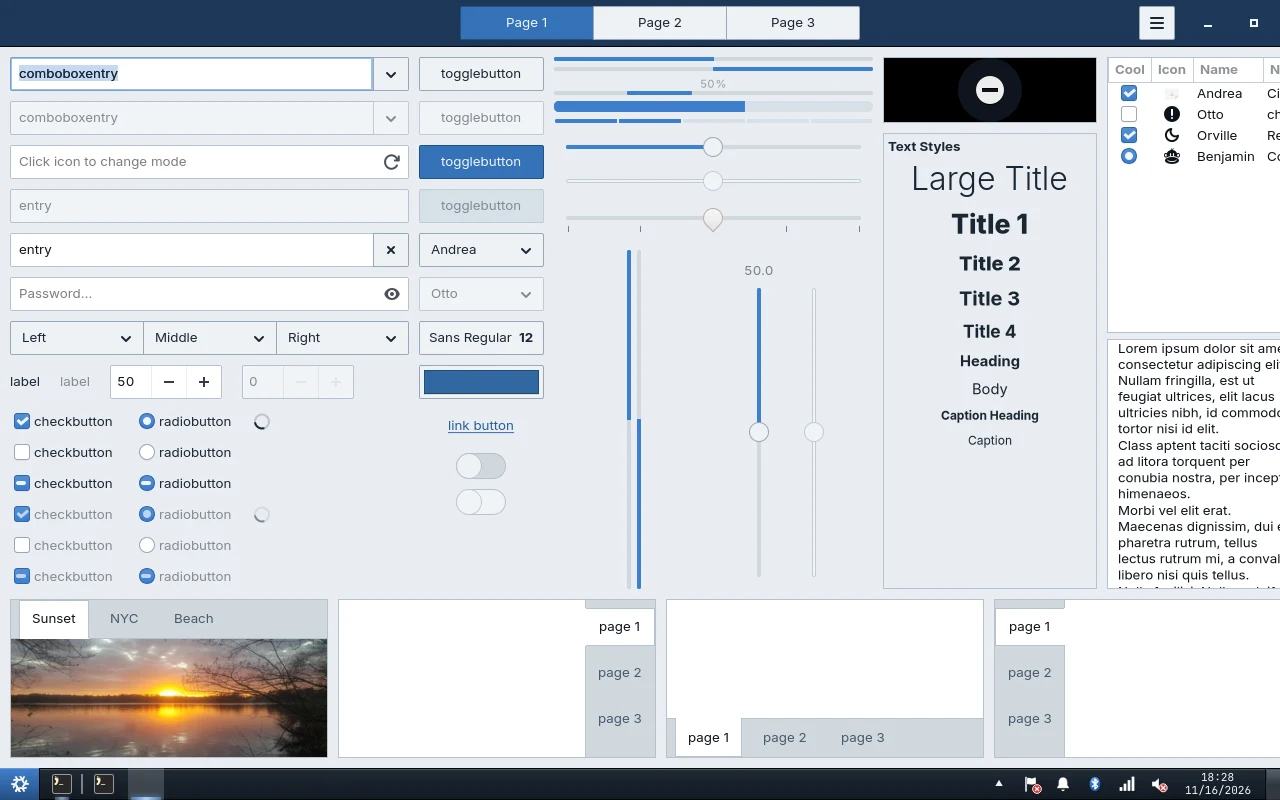 Page 1
Page 2
Page 3
comboboxentry
togglebutton
comboboxentry
togglebutton
Click icon to change mode
togglebutton
entry
togglebutton
entry
Andrea
Password...
Otto
Left
Middle
Right
Sans Regular 12
label
label
50
0
checkbutton
radiobutton
link button
checkbutton
radiobutton
checkbutton
radiobutton
checkbutton
radiobutton
checkbutton
radiobutton
checkbutton
radiobutton
50%
50.0
Text Styles
Large Title
Title 1
Title 2
Title 3
Title 4
Heading
Body
Caption Heading
Caption
Cool Icon Name N
Andrea Ci
Otto ch
Orville Re
Benjamin Co
Lorem ipsum dolor sit ame
consectetur adipiscing elit
Nullam fringilla, est ut
feugiat ultrices, elit lacus
ultricies nibh, id commodo
tortor nisi id elit.
Class aptent taciti sociosq
ad litora torquent per
conubia nostra, per incept
himenaeos.
Morbi vel elit erat.
Maecenas dignissim, dui e
pharetra rutrum, tellus
lectus rutrum mi, a conval
libero nisi quis tellus.
Sunset
NYC
Beach
page 1
page 2
page 3
page 1
page 2
page 3
page 1
page 2
page 3
18:28
11/16/2026